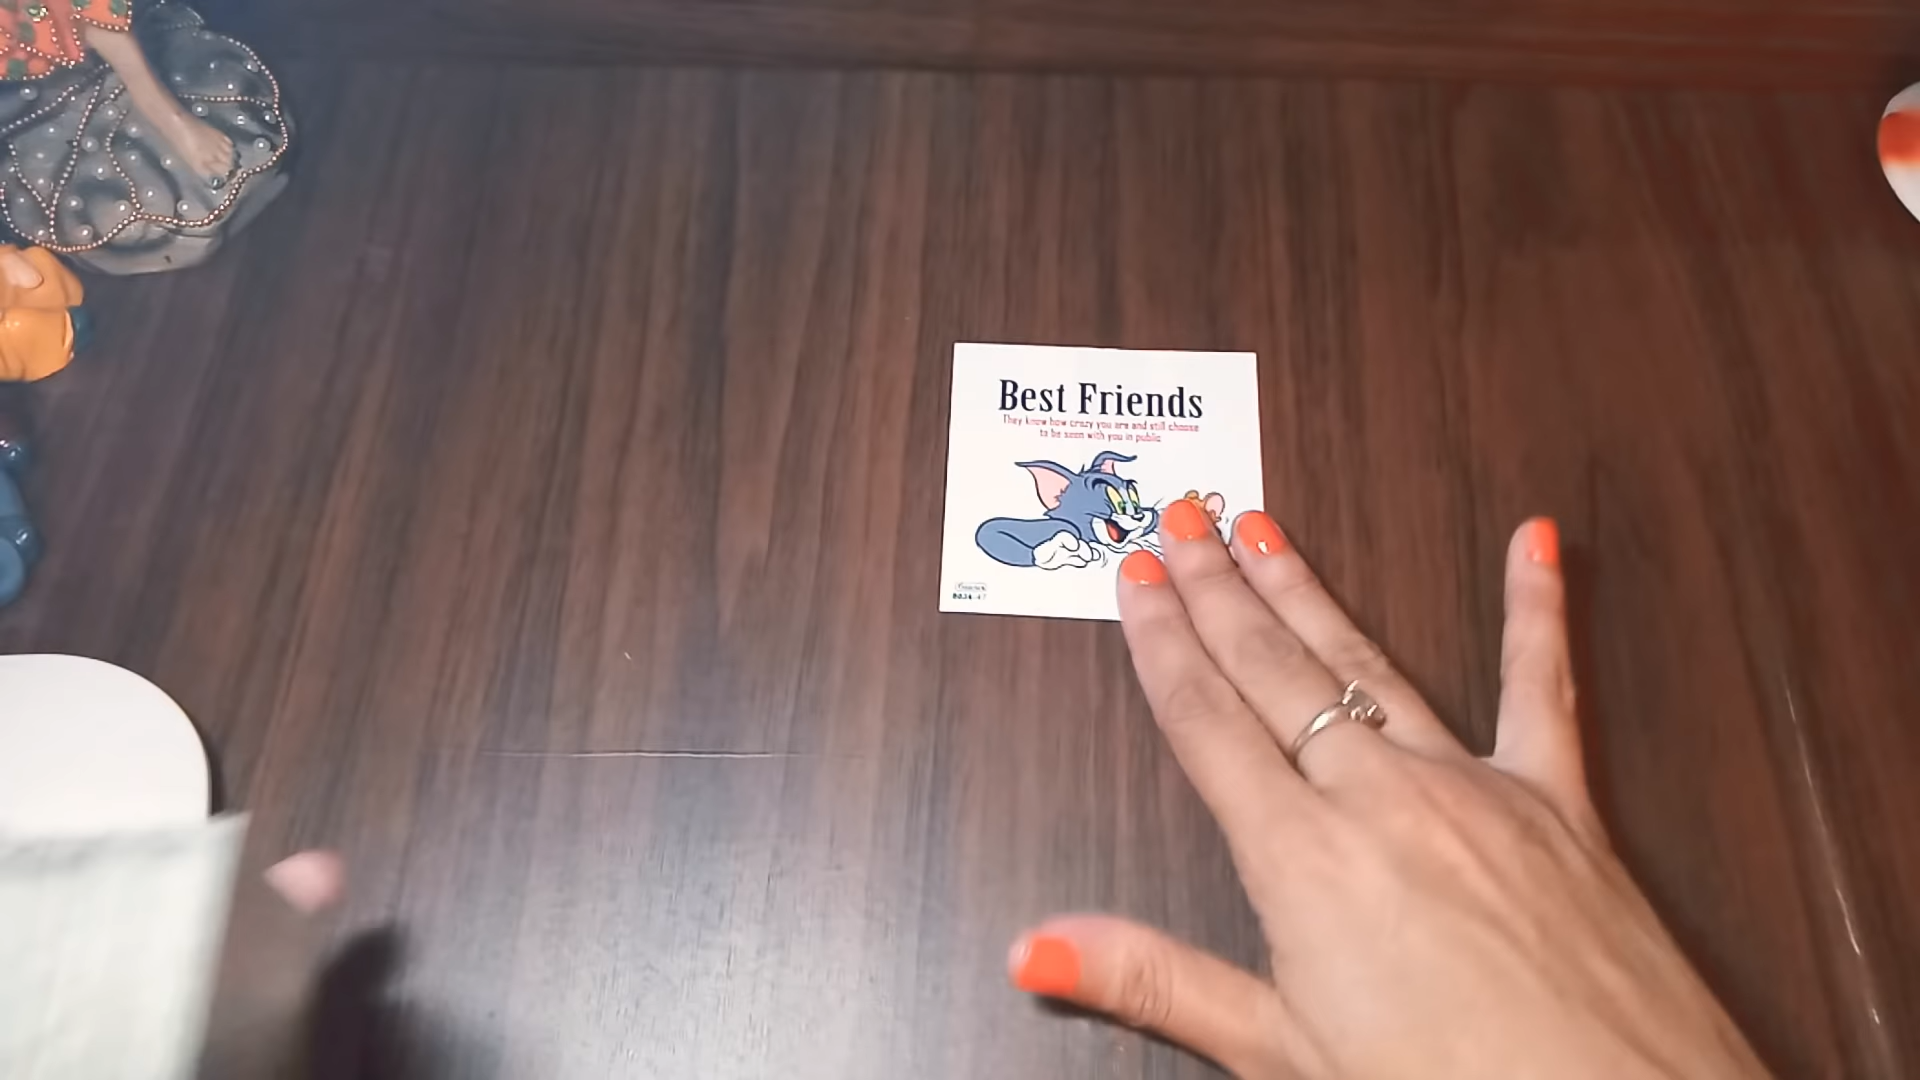 Best Friends
They know how crazy you are and still choose
to be seen with you in public